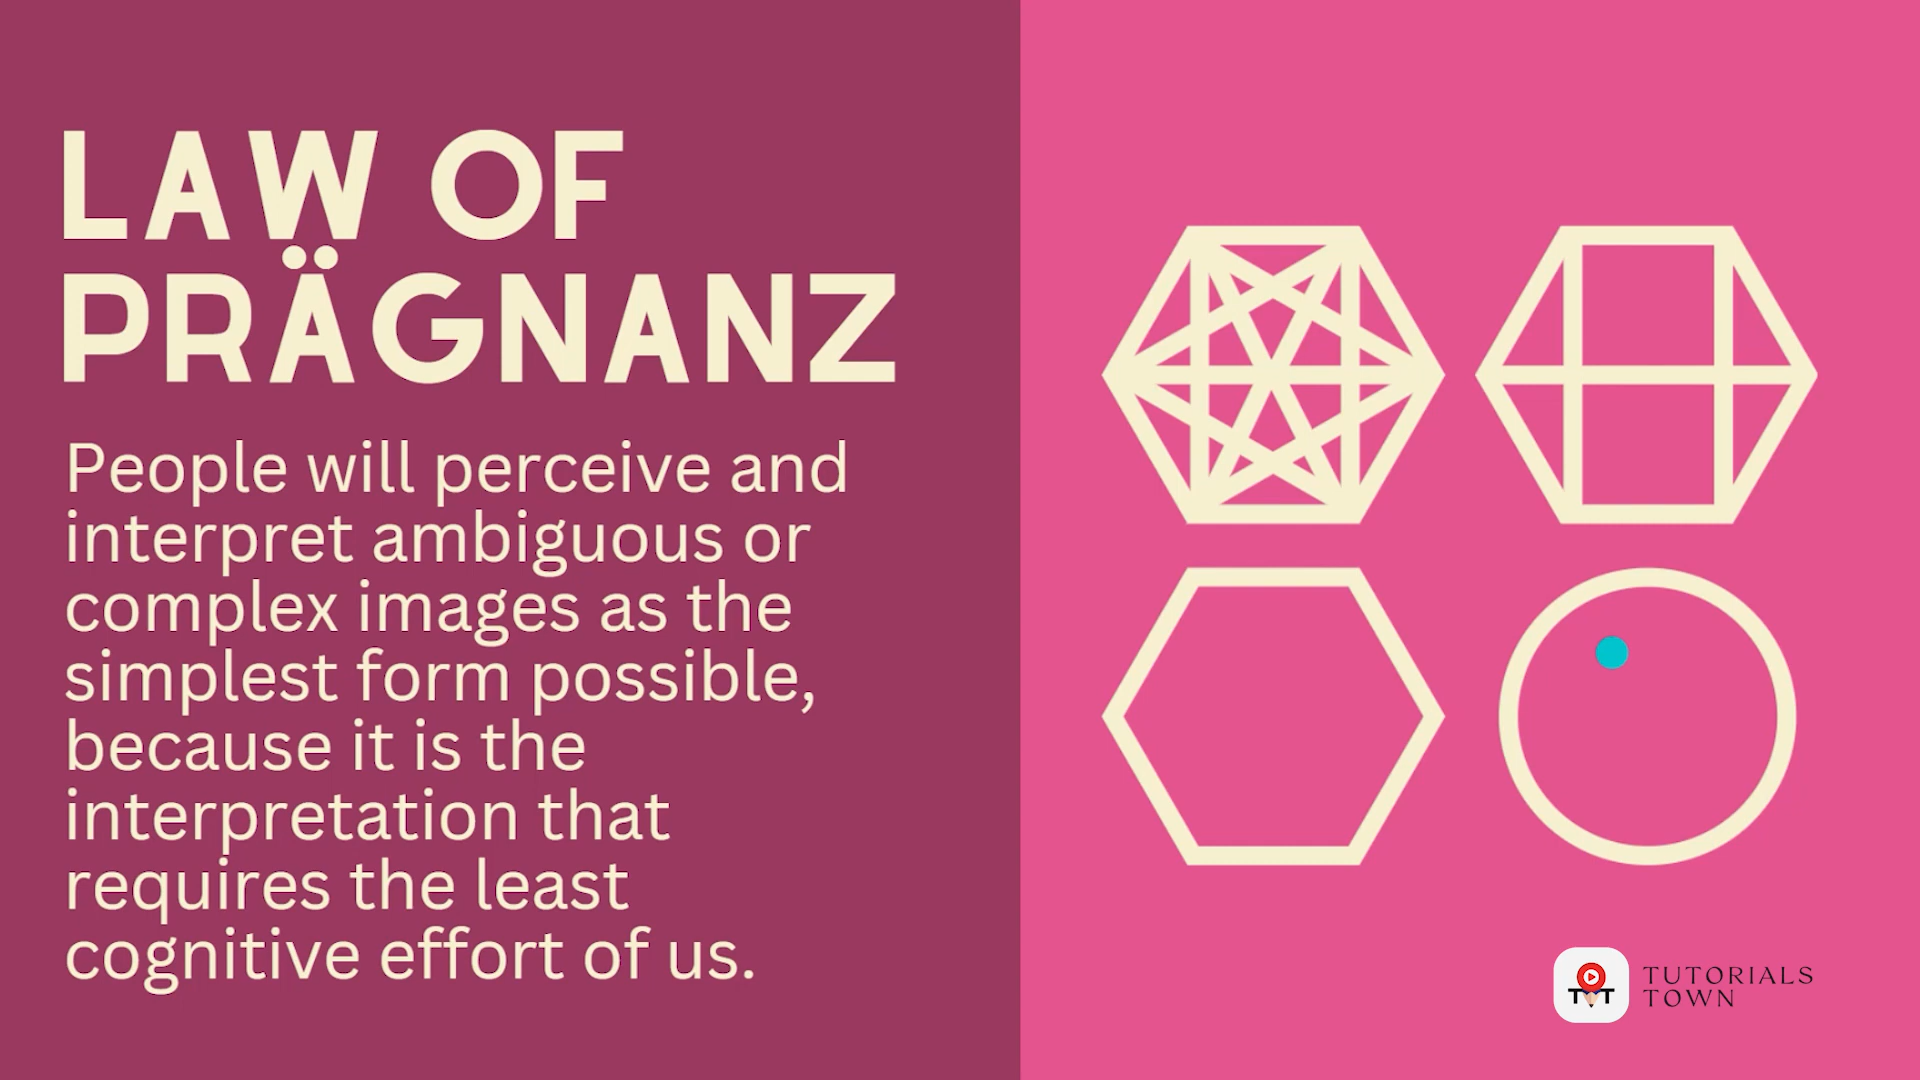 LAW OF
PRÄGNANZ
People will perceive and
interpret ambiguous or
complex images as the
simplest form possible,
because it is the
interpretation that
requires the least
cognitive effort of us.
TVT
TUTORIALS
TOWN